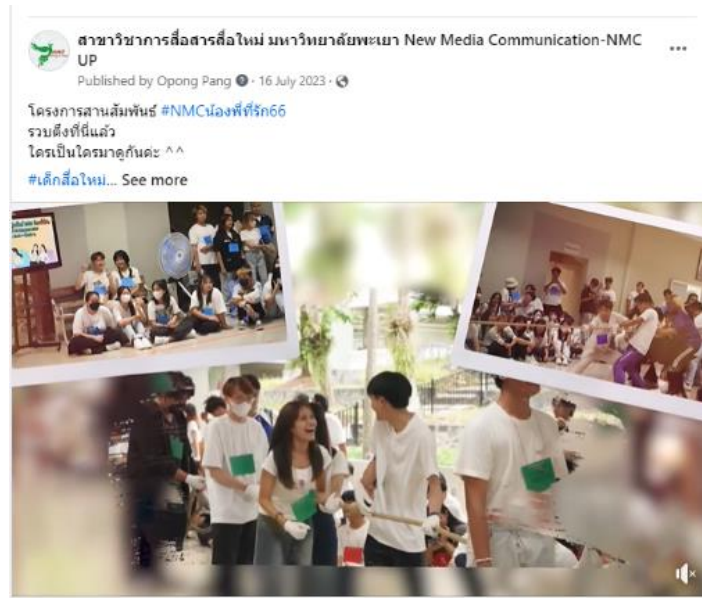 สาขาวิชาการสื่อสารสื่อใหม่ มหาวิทยาลัยพะเยา New Media Communication-NMC
UP
Published by Opong Pang · 16 July 2023 ·
โครงการสานสัมพันธ์ #NMCน้องพี่ที่รัก66
รวบตึงที่นี่แล้ว
ใครเป็นใครมาดูกันค่ะ ^^
#เด็กสื่อใหม่... See more